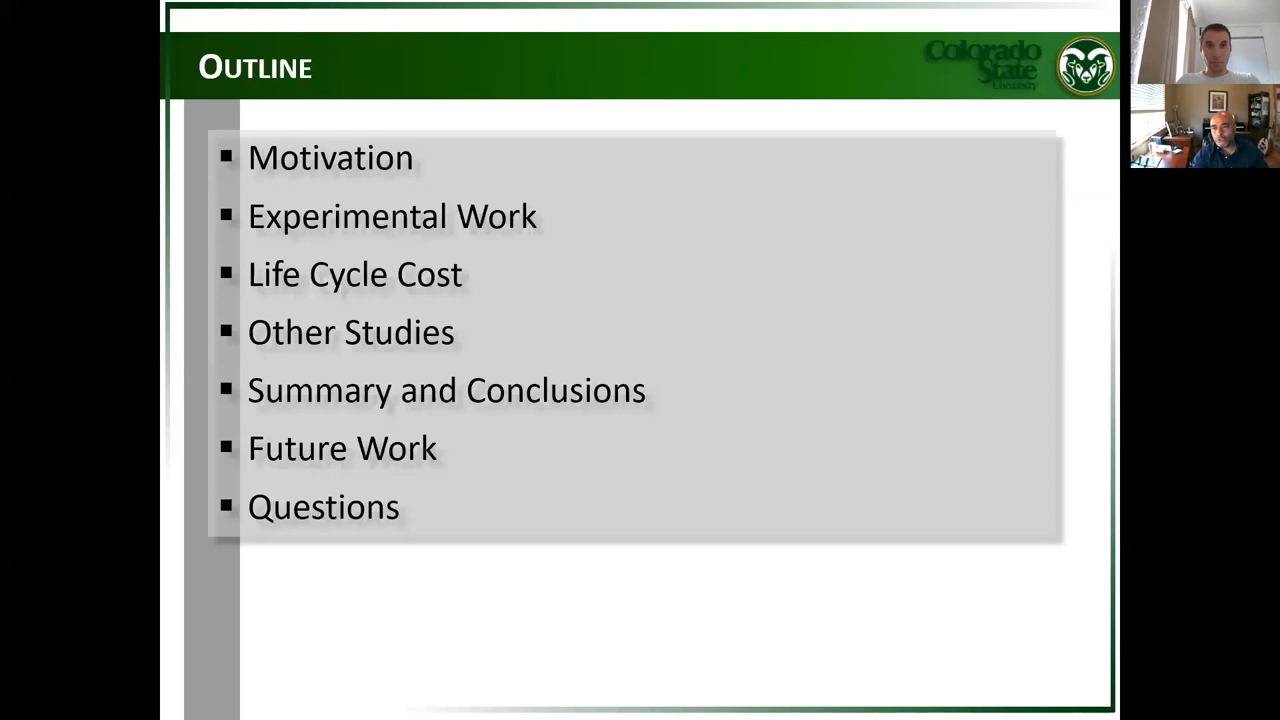 OUTLINE
Colorado
State
University
Motivation
Experimental Work
Life Cycle Cost
Other Studies
Summary and Conclusions
Future Work
Questions